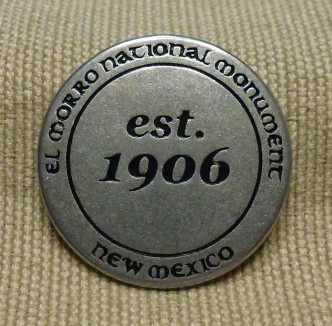 EL MORRO NATIONAL MONUMENT
est.
1906
NEW MEXICO